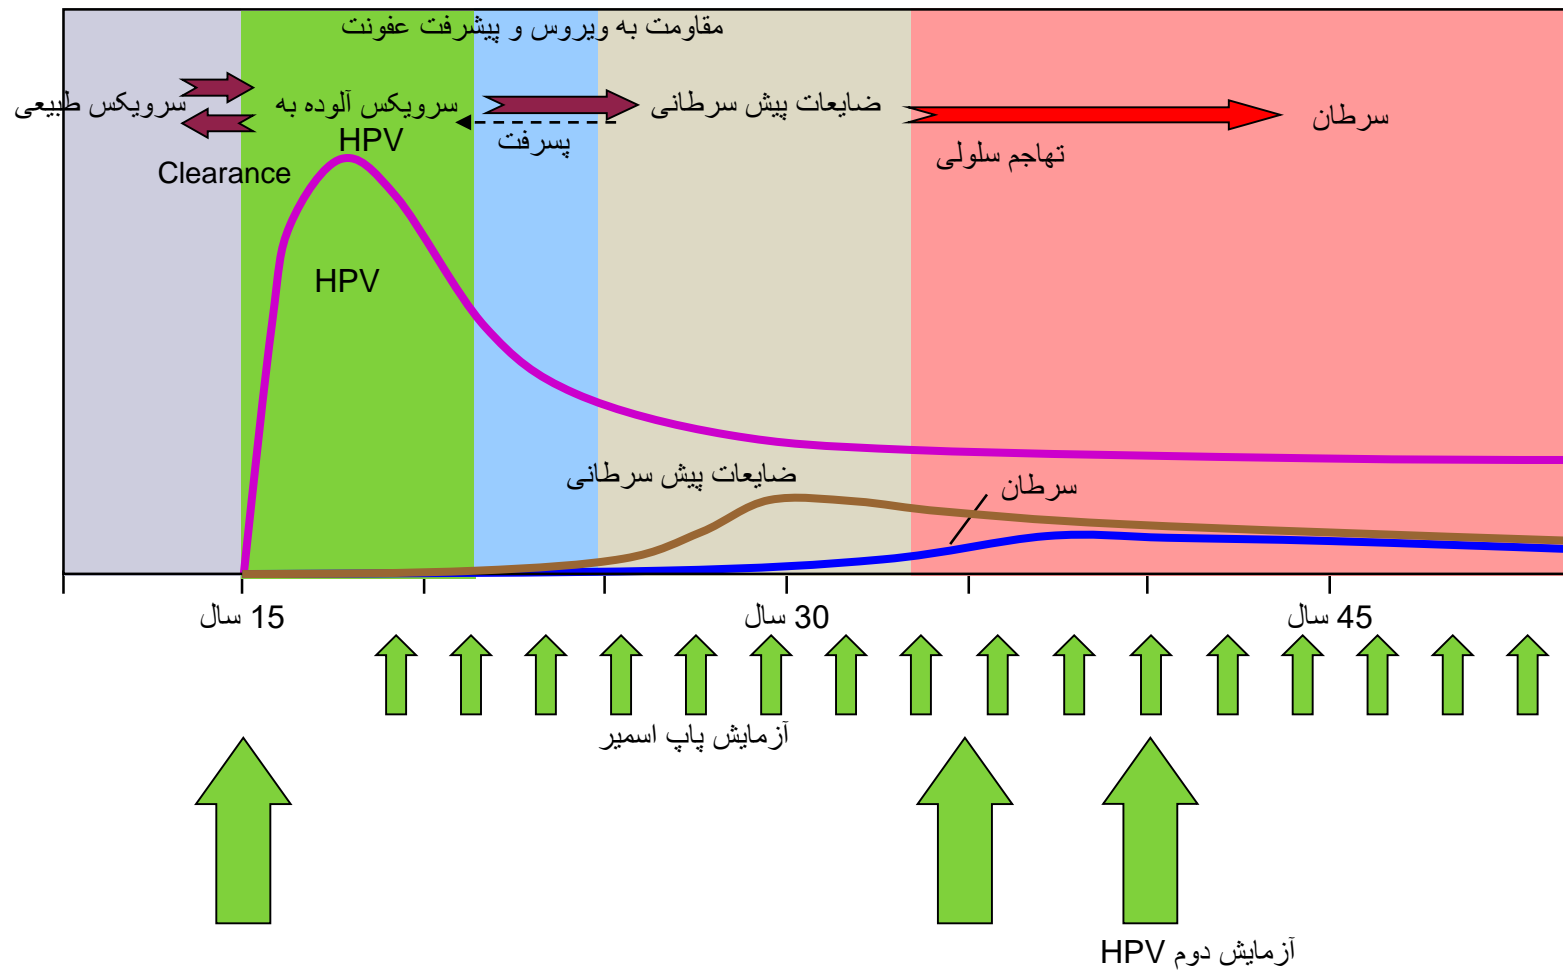 مقاومت به ویروس و پیشرفت عفونت
سرویکس طبیعی
سرویکس آلوده به
HPV
ضایعات پیش سرطانی
سرطان
Clearance
پسرفت
تهاجم سلولی
HPV
ضایعات پیش سرطانی
سرطان
15 سال
30 سال
45 سال
آزمایش پاپ اسمیر
آزمایش دوم HPV